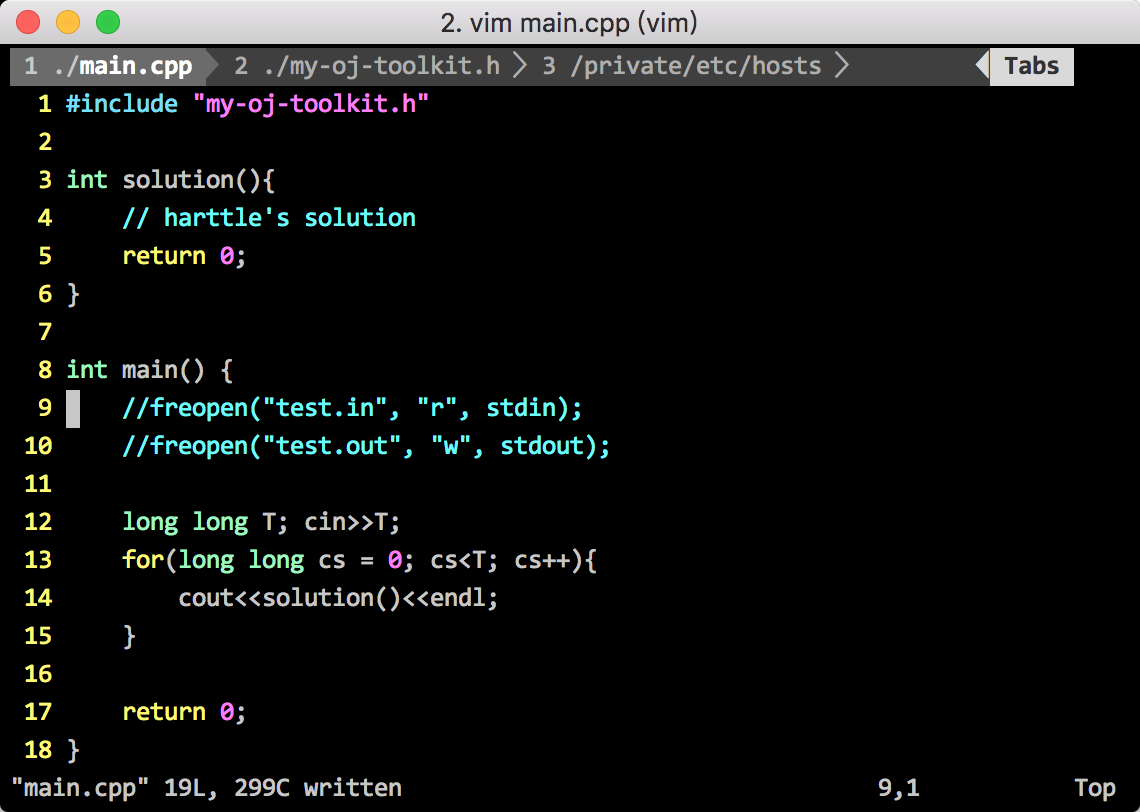 2. vim main.cpp (vim)
1 ./main.cpp 2 ./my-oj-toolkit.h 3 /private/etc/hosts Tabs
1 #include "my-oj-toolkit.h"
2
3 int solution(){
4     // harttle's solution
5     return 0;
6 }
7
8 int main() {
9     //freopen("test.in", "r", stdin);
10     //freopen("test.out", "w", stdout);
11
12     long long T; cin>>T;
13     for(long long cs = 0; cs<T; cs++){
14         cout<<solution()<<endl;
15     }
16
17     return 0;
18 }
"main.cpp" 19L, 299C written 9,1 Top